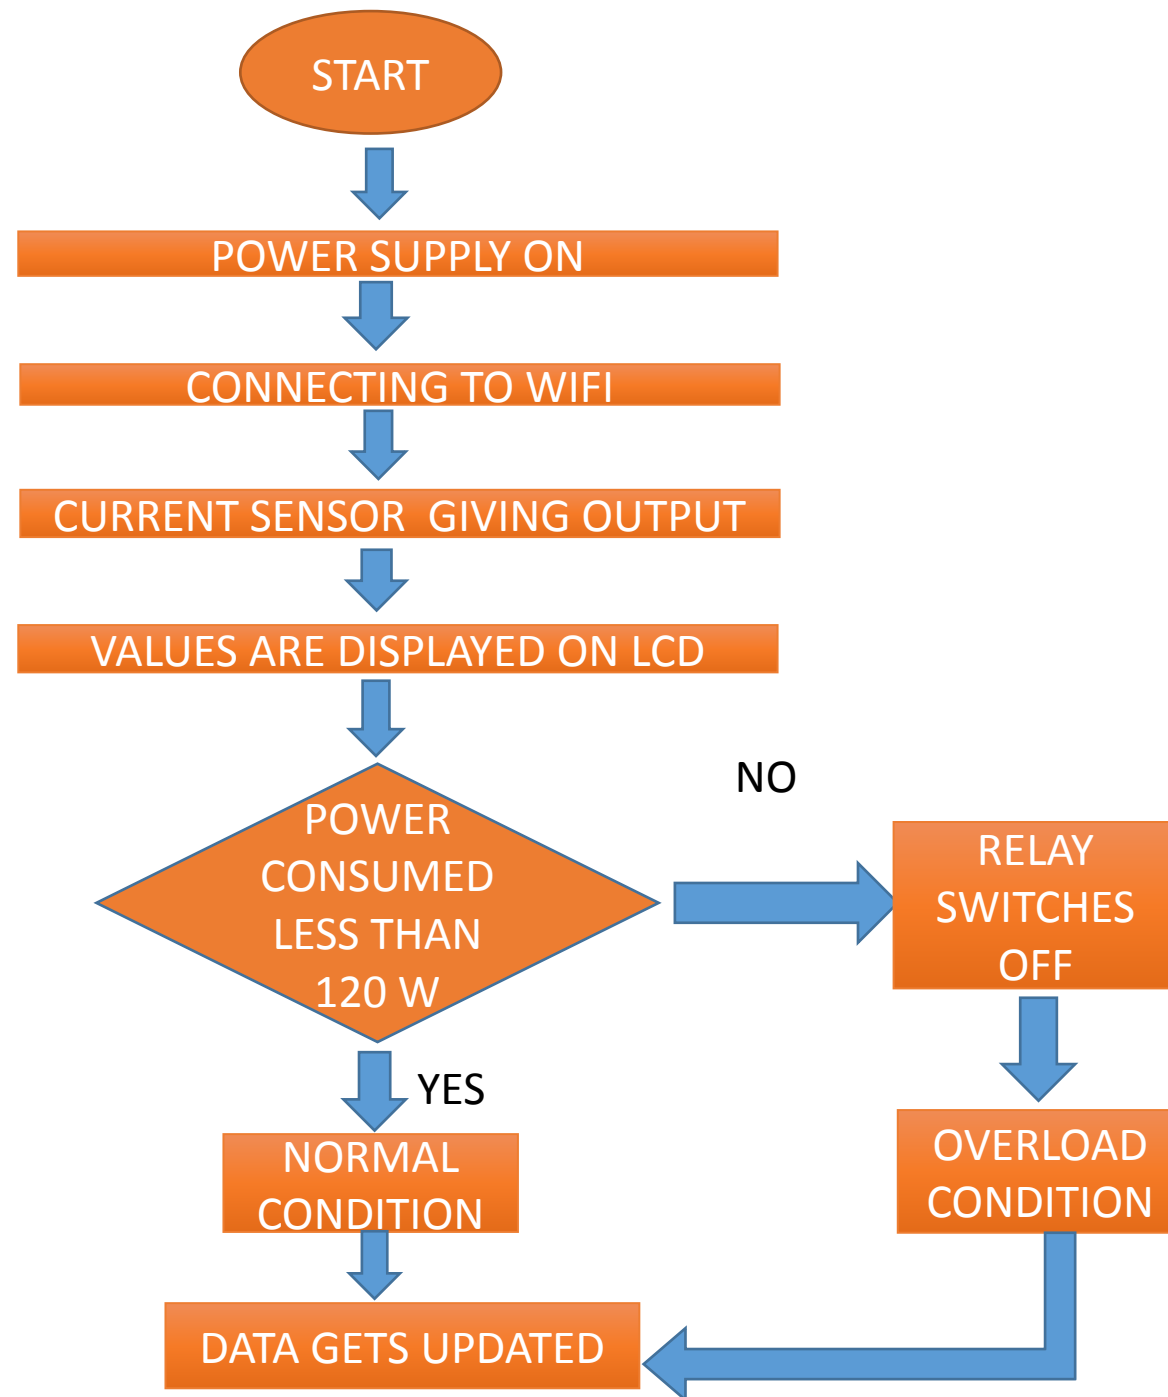 START
POWER SUPPLY ON
CONNECTING TO WIFI
CURRENT SENSOR  GIVING OUTPUT
VALUES ARE DISPLAYED ON LCD
POWER
CONSUMED
LESS THAN
120 W
NO
RELAY
SWITCHES
OFF
YES
NORMAL
CONDITION
OVERLOAD
CONDITION
DATA GETS UPDATED